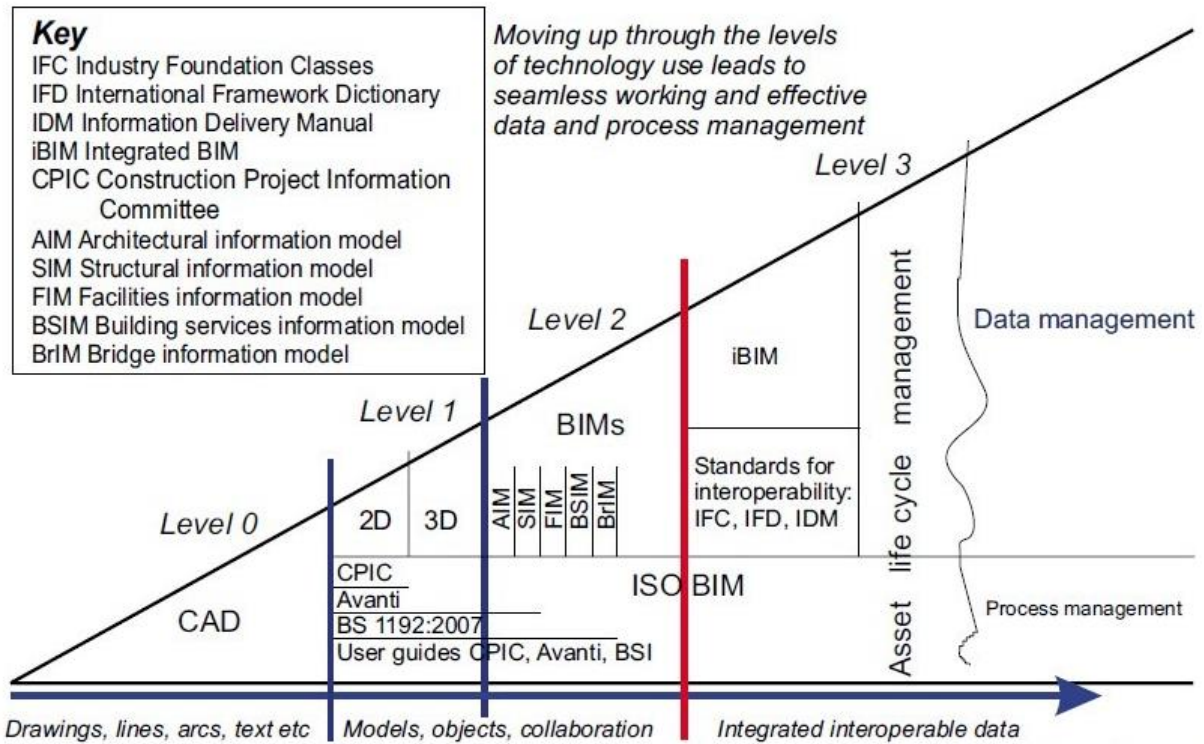 Key
IFC Industry Foundation Classes
IFD International Framework Dictionary
IDM Information Delivery Manual
iBIM Integrated BIM
CPIC Construction Project Information
Committee
AIM Architectural information model
SIM Structural information model
FIM Facilities information model
BSIM Building services information model
BrIM Bridge information model
Moving up through the levels
of technology use leads to
seamless working and effective
data and process management
Level 3
Level 2
Level 1
Level 0
iBIM
BIMs
Data management
Asset life cycle management
2D
3D
AIM
SIM
FIM
BSIM
BrIM
Standards for
interoperability:
IFC, IFD, IDM
CAD
CPIC
Avanti
BS 1192:2007
User guides CPIC, Avanti, BSI
ISO BIM
Process management
Drawings, lines, arcs, text etc
Models, objects, collaboration
Integrated interoperable data